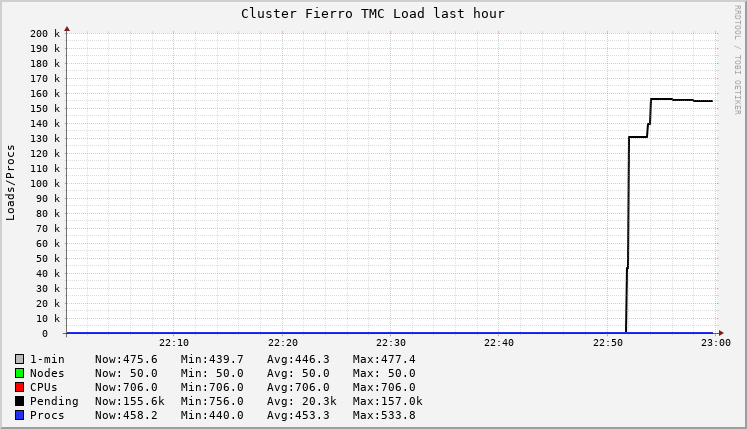 Cluster Fierro TMC Load last hour
RRDTOOL / TOBI OETIKER
Loads/Procs
200 k
190 k
180 k
170 k
160 k
150 k
140 k
130 k
120 k
110 k
100 k
90 k
80 k
70 k
60 k
50 k
40 k
30 k
20 k
10 k
0
22:10 22:20 22:30 22:40 22:50 23:00
1-min Now:475.6 Min:439.7 Avg:446.3 Max:477.4
Nodes Now: 50.0 Min: 50.0 Avg: 50.0 Max: 50.0
CPUs Now:706.0 Min:706.0 Avg:706.0 Max:706.0
Pending Now:155.6k Min:756.0 Avg: 20.3k Max:157.0k
Procs Now:458.2 Min:440.0 Avg:453.3 Max:533.8